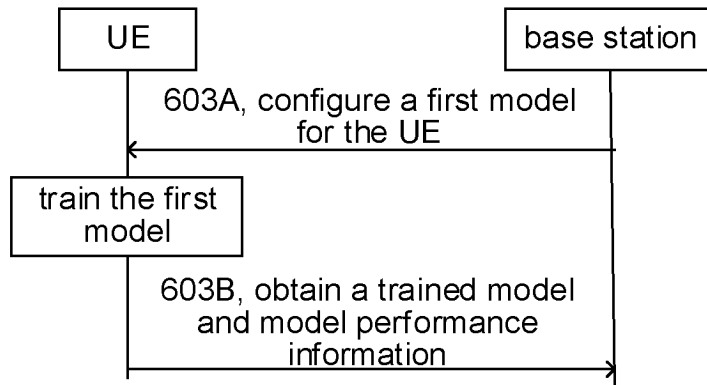 UE
base station
603A, configure a first model
for the UE
train the first
model
603B, obtain a trained model
and model performance
information